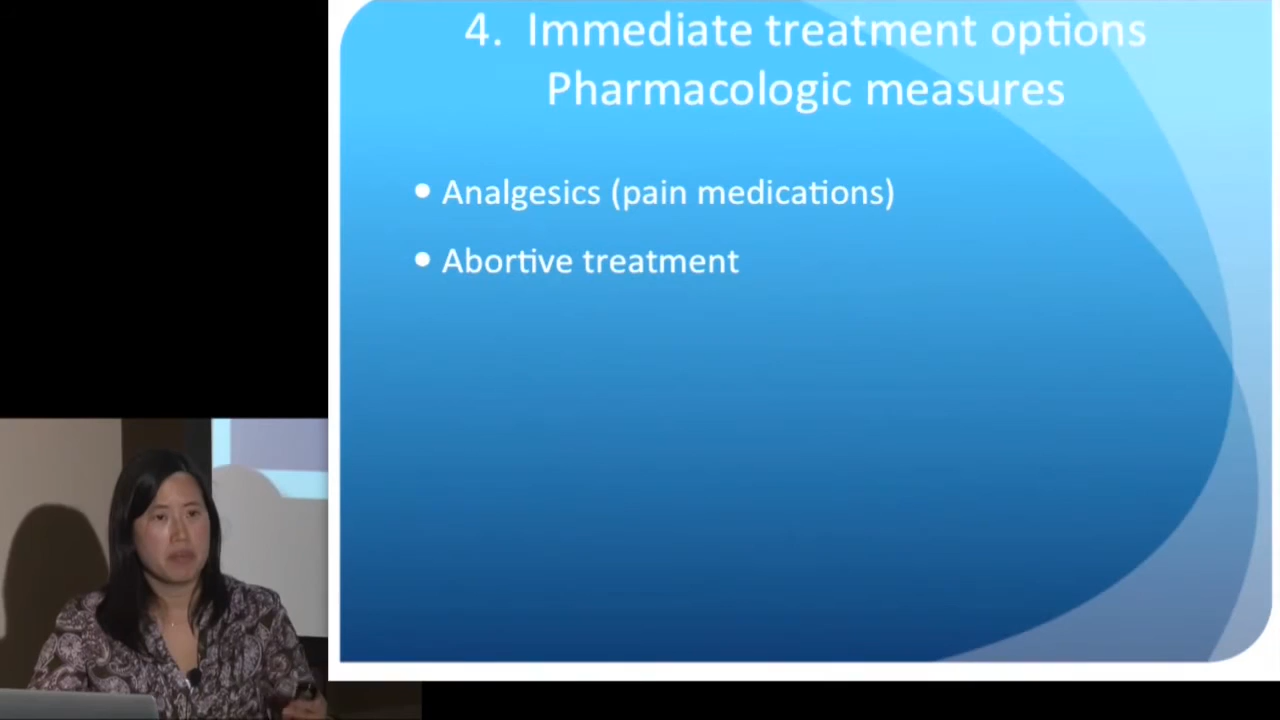 4. Immediate treatment options
Pharmacologic measures
• Analgesics (pain medications)
• Abortive treatment